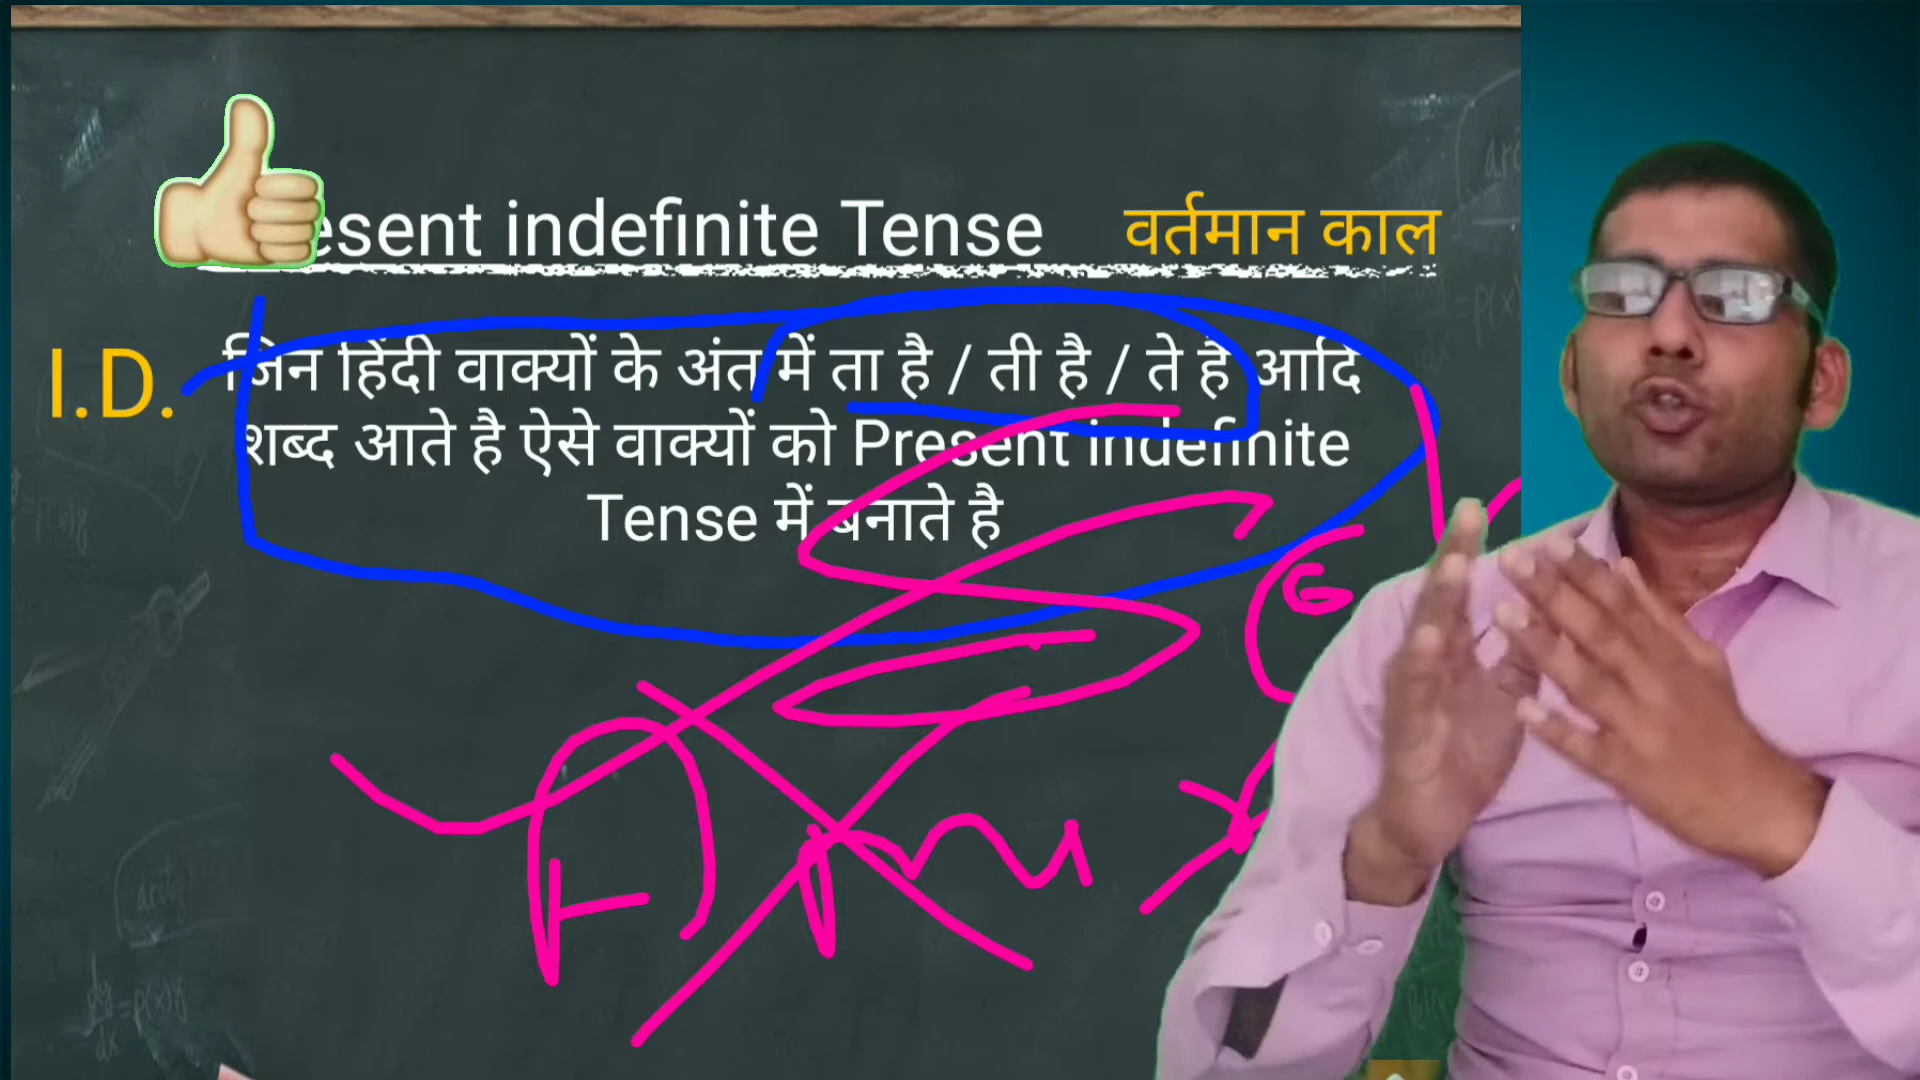 esent indefinite Tense वर्तमान काल
I.D. जिन हिंदी वाक्यों के अंत में ता है / ती है / ते है आदि
शब्द आते है ऐसे वाक्यों को Present indefinite
Tense में बनाते है